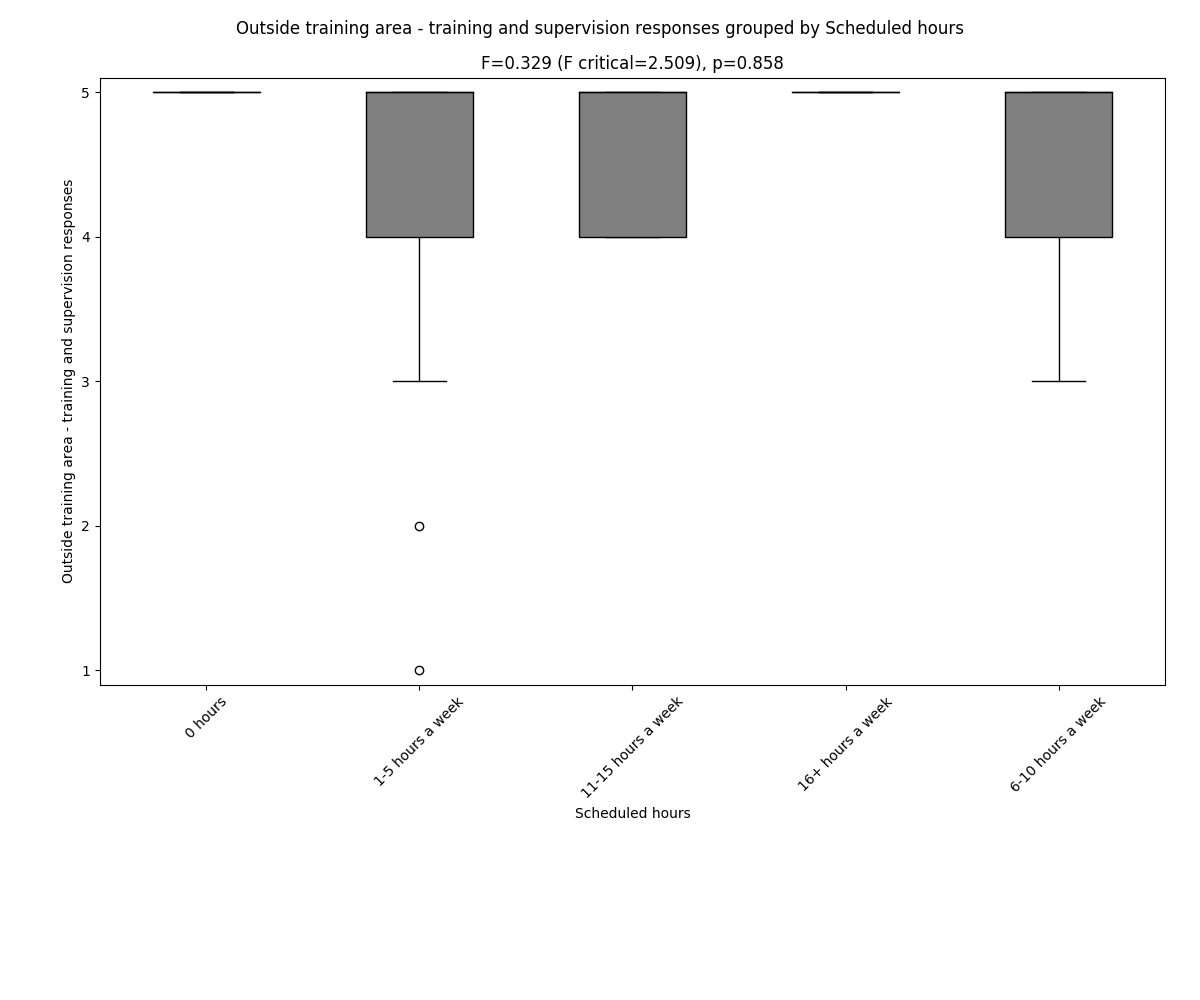 Outside training area - training and supervision responses grouped by Scheduled hours
F=0.329 (F critical=2.509), p=0.858
Outside training area - training and supervision responses
5
4
3
2
1
0 hours
1-5 hours a week
11-15 hours a week
16+ hours a week
6-10 hours a week
Scheduled hours